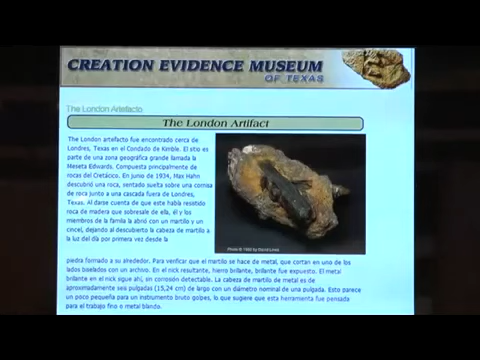 CREATION EVIDENCE MUSEUM
OF TEXAS
The London Artefacto
The London Artifact
The London artefacto fue encontrado cerca de
Londres, Texas en el Condado de Kimble. El sitio es
parte de una zona geográfica grande llamada la
Meseta Edwards. Compuesta principalmente de
rocas del Cretácico. En junio de 1934, Max Hahn
descubrió una roca, sentado suelto sobre una cornisa
de roca junto a una cascada fuera de Londres,
Texas. Al darse cuenta de que este había resistido
roca de madera que sobresale de ella, él y los
miembros de la familia la abrió con un martillo y un
cincel, dejando al descubierto la cabeza de martillo a
la luz del día por primera vez desde la
piedra formado a su alrededor. Para verificar que el martillo se hace de metal, que cortan en uno de los
lados biselados con un archivo. En el nick resultante, hierro brillante, brillante fue expuesto. El metal
brillante en el nick sigue ahí, sin corrosión detectable. La cabeza de martillo de metal es de
aproximadamente seis pulgadas (15,24 cm) de largo con un diámetro nominal de una pulgada. Esto parece
un poco pequeña para un instrumento bruto golpes, lo que sugiere que esta herramienta fue pensada
para el trabajo fino o metal blando.